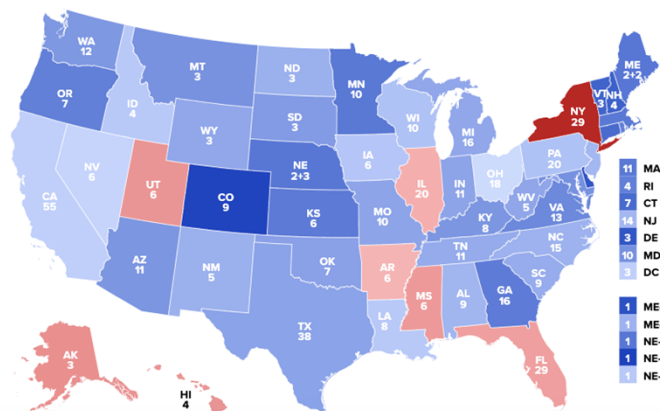 WA
12
OR
7
CA
55
NV
6
ID
4
MT
3
WY
3
UT
6
CO
9
AZ
11
NM
5
ND
3
SD
3
NE
2+3
KS
6
OK
7
TX
38
MN
10
IA
6
MO
10
AR
6
LA
8
WI
10
IL
20
MI
16
IN
11
OH
18
KY
8
TN
11
MS
6
AL
9
GA
16
FL
29
SC
9
NC
15
VA
13
WV
5
PA
20
NY
29
VT
3
NH
4
ME
2+2
AK
3
HI
4
11 MA
4 RI
7 CT
14 NJ
3 DE
10 MD
3 DC
1 ME-
1 ME-
1 NE-
1 NE-
1 NE-